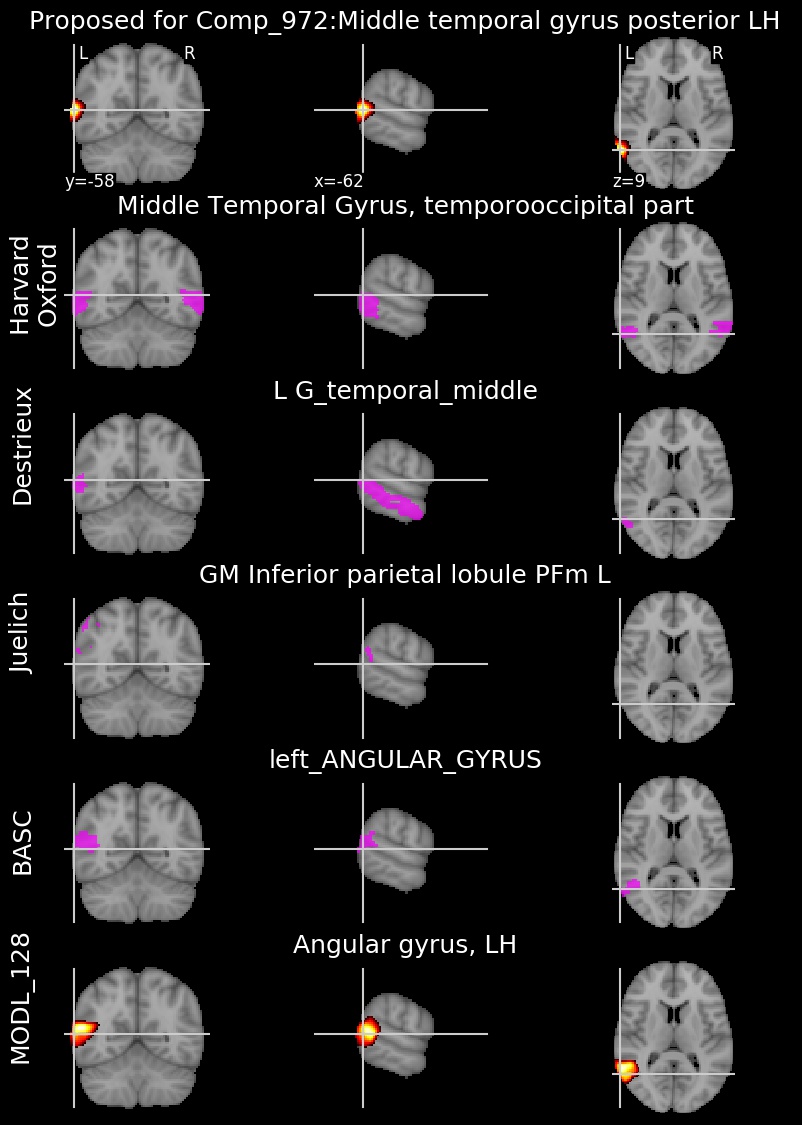 Proposed for Comp_972:Middle temporal gyrus posterior LH
L R L R
y=-58 x=-62 z=9
Middle Temporal Gyrus, temporooccipital part
Harvard
Oxford
L G_temporal_middle
Destrieux
GM Inferior parietal lobule PFm L
Juelich
left_ANGULAR_GYRUS
BASC
Angular gyrus, LH
MODL_128